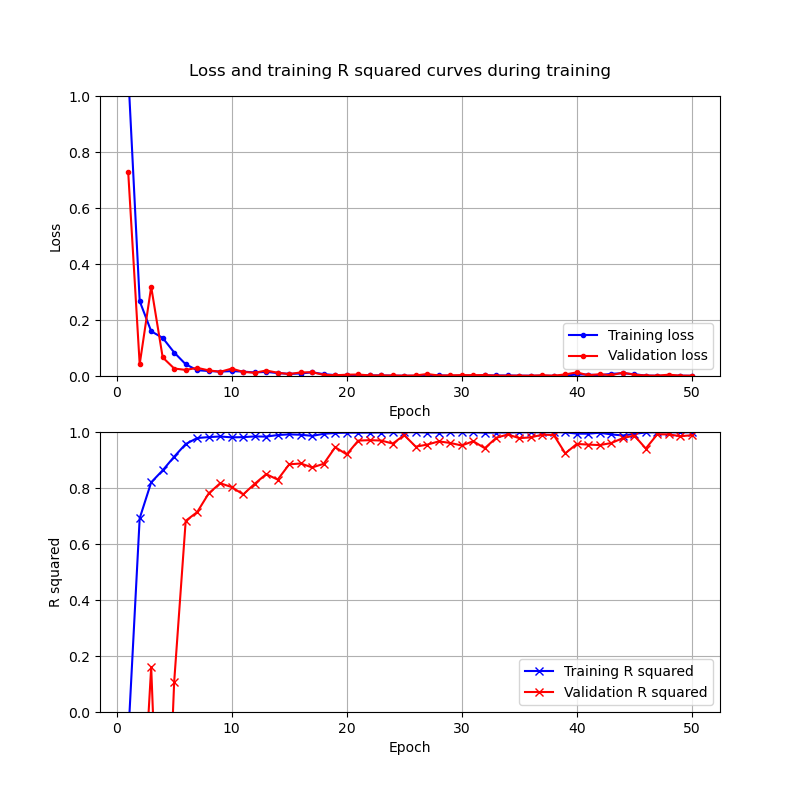 Loss and training R squared curves during training
1.0
0.8
0.6
0.4
0.2
0.0
Loss
Training loss
Validation loss
0 10 20 30 40 50
Epoch
1.0
0.8
0.6
0.4
0.2
0.0
R squared
Training R squared
Validation R squared
0 10 20 30 40 50
Epoch